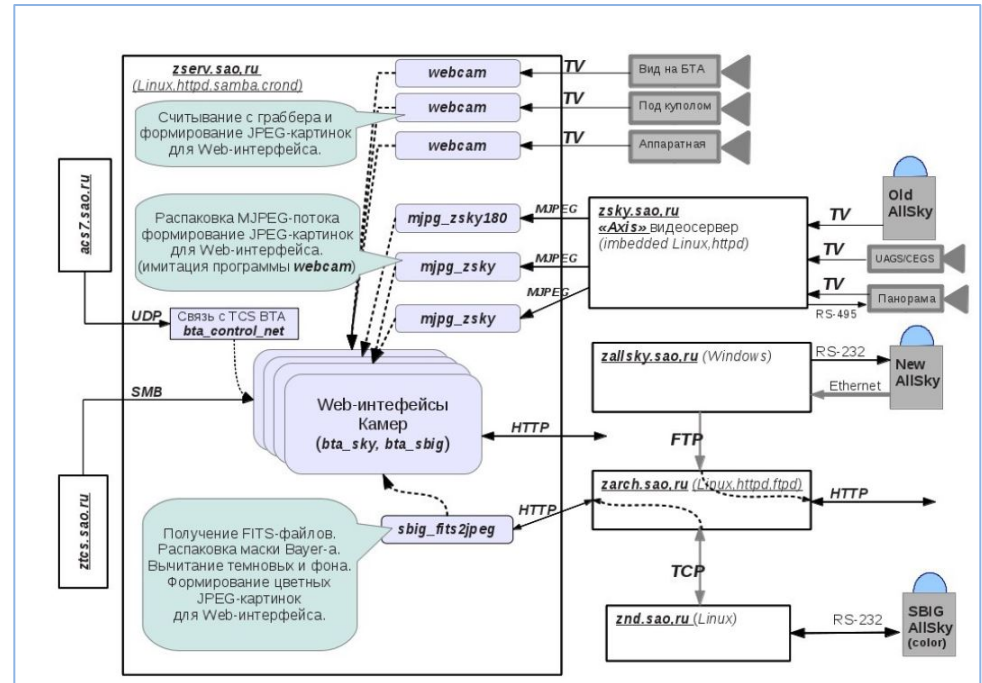 zserv.sao,ru
(Linux,httpd.samba.crond)
Считывание с граббера и
формирование JPEG-картинок
для Web-интерфейса.
webcam
webcam
webcam
TV
TV
TV
Вид на БТА
Под куполом
Аппаратная
acs7.sao.ru
Распаковка MJPEG-потока
формирование JPEG-картинок
для Web-интерфейса.
(имитация программы webcam)
mjpg_zsky180
mjpg_zsky
mjpg_zsky
MJPEG
MJPEG
MJPEG
zsky.sao,ru
«Axis» видеосервер
(imbedded Linux,httpd)
TV
TV
TV
RS-495
Old
AllSky
UAGS/CEGS
Панорама
UDP
Связь с TCS BTA
bta_control_net
SMB
Web-интефейсы
Камер
(bta_sky, bta_sbig)
HTTP
zallsky.sao,ru (Windows)
RS-232
Ethernet
New
AllSky
FTP
zarch.sao,ru (Linux,httpd.ftpd)
HTTP
HTTP
ztcs.sao.ru
Получение FITS-файлов.
Распаковка маски Bayer-а.
Вычитание темновых и фона.
Формирование цветных
JPEG-картинок
для Web-интерфейса.
sbig_fits2jpeg
TCP
znd.sao,ru (Linux)
RS-232
SBIG
AllSky
(color)